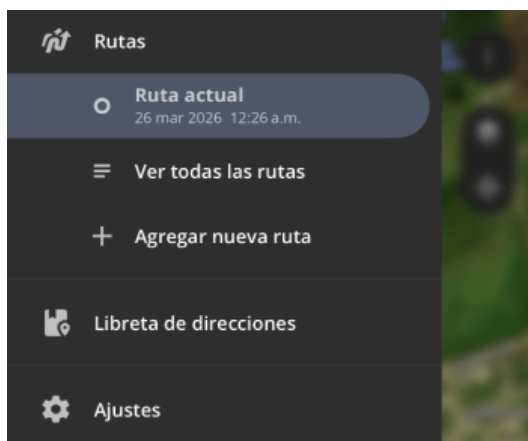 Rutas
Ruta actual
26 mar 2026 12:26 a.m.
Ver todas las rutas
Agregar nueva ruta
Libreta de direcciones
Ajustes